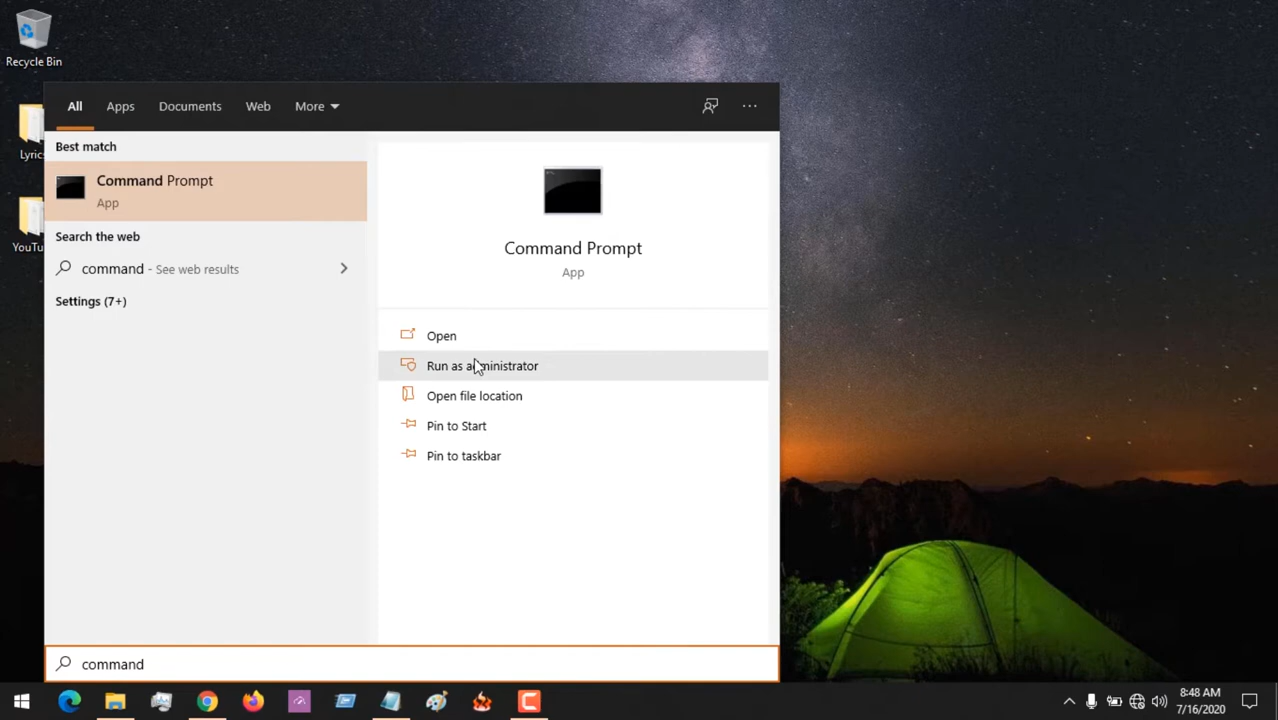 Recycle Bin
Lyric
YouTu
All Apps Documents Web More
Best match
Command Prompt
App
Search the web
command - See web results
Settings (7+)
Command Prompt
App
Open
Run as administrator
Open file location
Pin to Start
Pin to taskbar
command
8:48 AM
7/16/2020